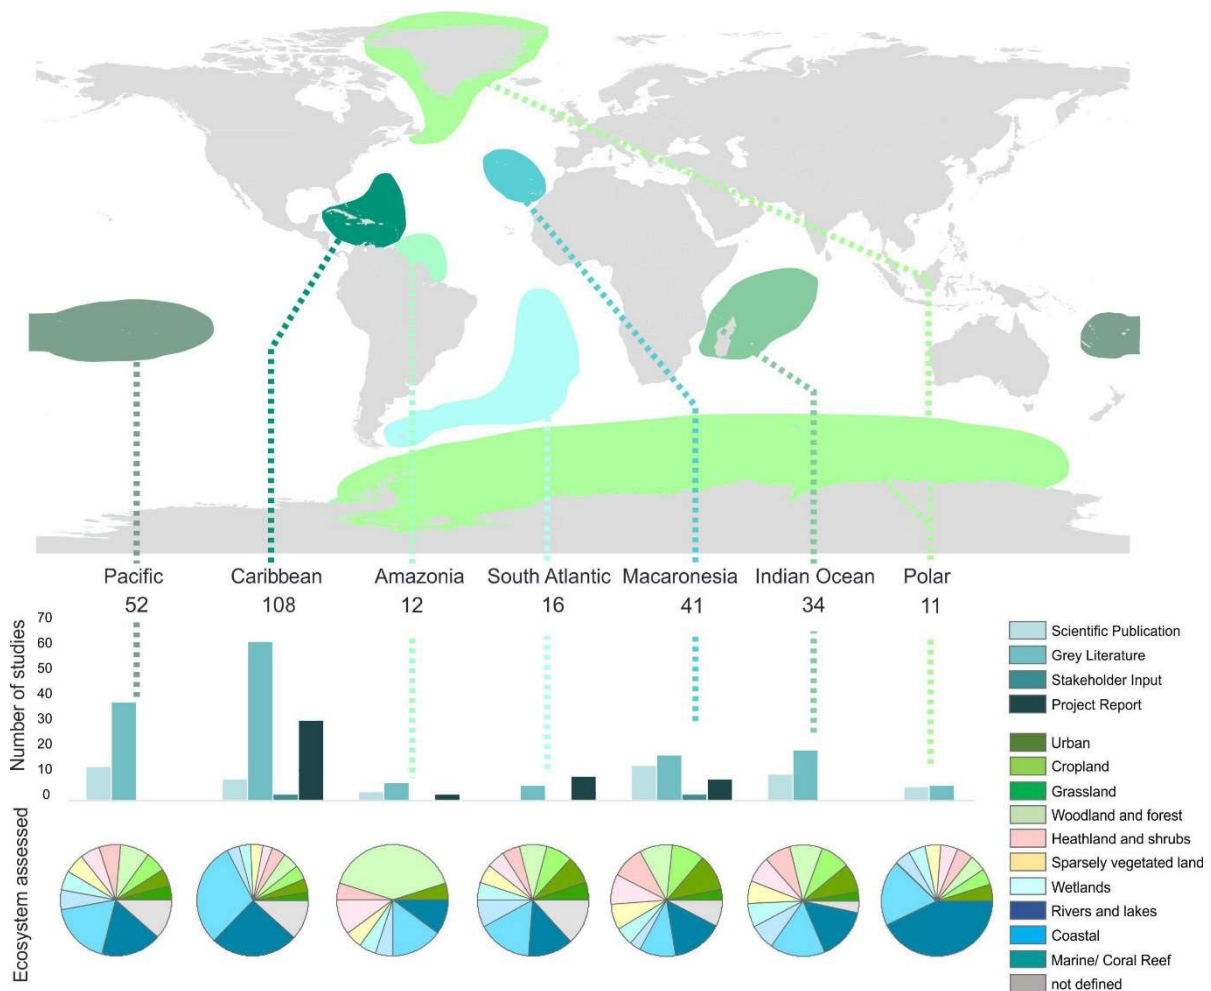 Pacific Caribbean Amazonia South Atlantic Macaronesia Indian Ocean Polar
52 108 12 16 41 34 11
Number of studies
70
60
50
40
30
20
10
0
Scientific Publication
Grey Literature
Stakeholder Input
Project Report
Urban
Cropland
Grassland
Woodland and forest
Heathland and shrubs
Sparsely vegetated land
Wetlands
Rivers and lakes
Coastal
Marine/ Coral Reef
not defined
Ecosystem assessed